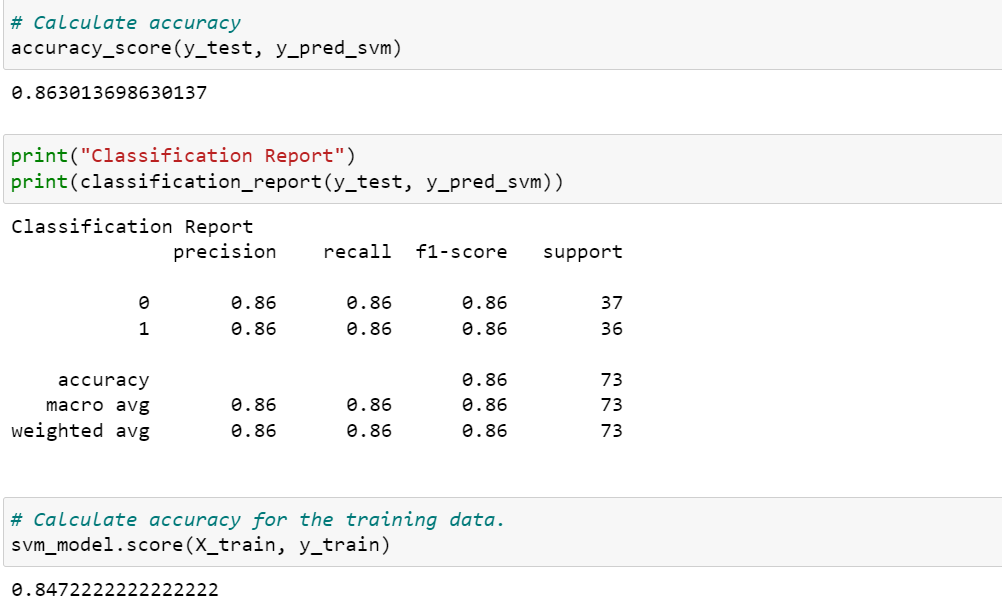 # Calculate accuracy
accuracy_score(y_test, y_pred_svm)
0.863013698630137
print("Classification Report")
print(classification_report(y_test, y_pred_svm))
Classification Report
              precision    recall  f1-score   support

           0       0.86      0.86      0.86        37
           1       0.86      0.86      0.86        36

    accuracy                           0.86        73
   macro avg       0.86      0.86      0.86        73
weighted avg       0.86      0.86      0.86        73
# Calculate accuracy for the training data.
svm_model.score(X_train, y_train)
0.8472222222222222